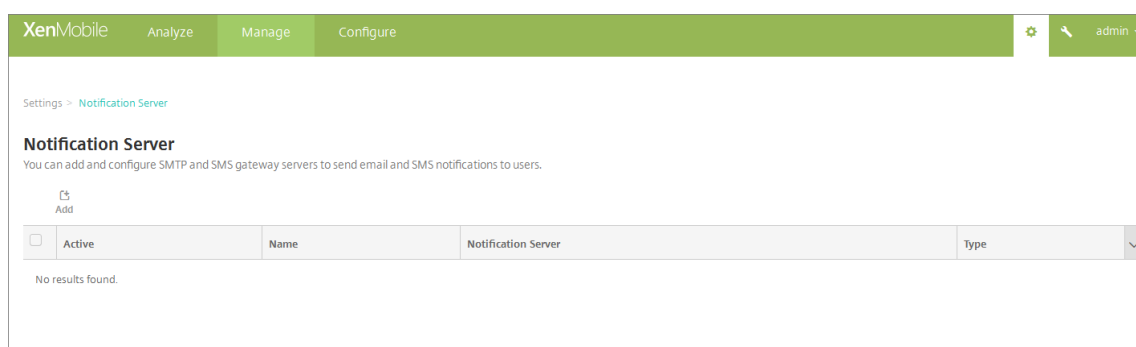 XenMobile Analyze Manage Configure admin
Settings > Notification Server
Notification Server
You can add and configure SMTP and SMS gateway servers to send email and SMS notifications to users.
Add
Active Name Notification Server Type
No results found.